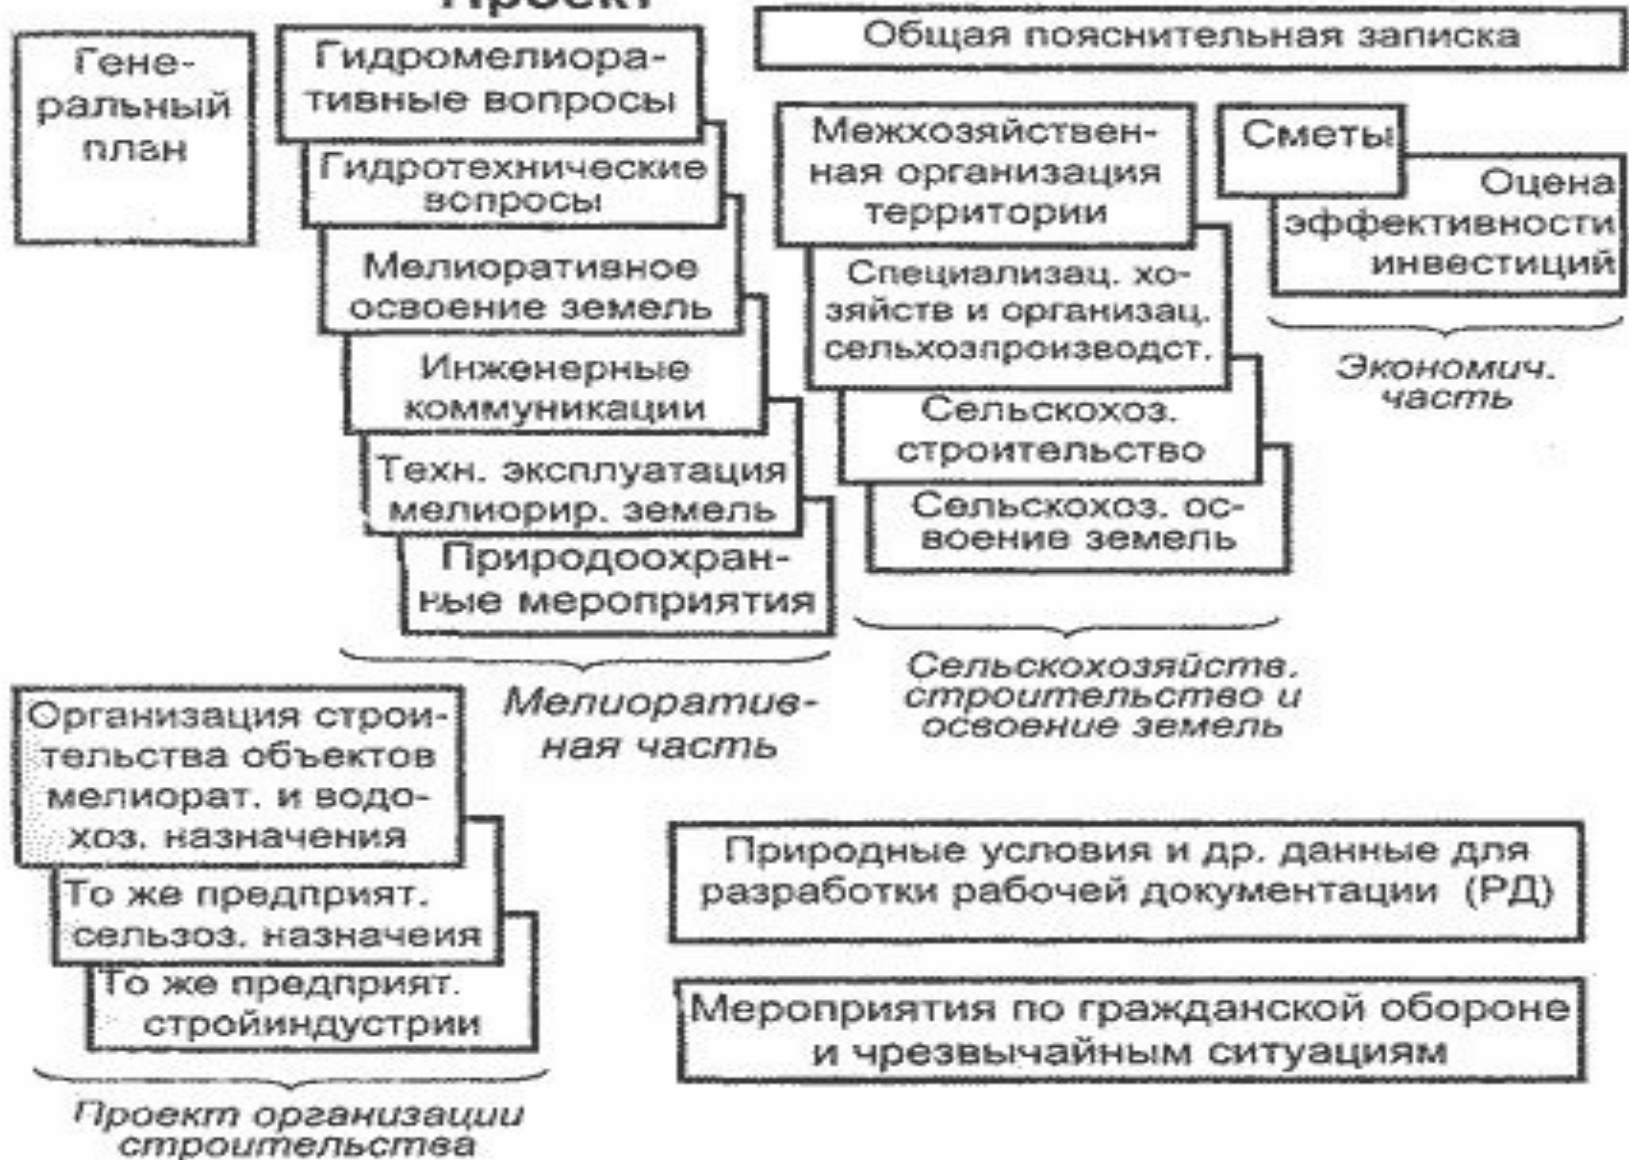 Проект
Гене-
ральный
план
Гидромелиора-
тивные вопросы
Гидротехнические
вопросы
Мелиоративное
освоение земель
Инженерные
коммуникации
Техн. эксплуатация
мелиорир. земель
Природоохран-
ные мероприятия
Мелиоратив-
ная часть
Общая пояснительная записка
Межхозяйствен-
ная организация
территории
Специализац. хо-
зяйств и организац.
сельхозпроизводст.
Сельскохоз.
строительство
Сельскохоз. ос-
воение земель
Сельскохозяйств.
строительство и
освоение земель
Сметы
Оцена
эффективности
инвестиций
Экономич.
часть
Организация строи-
тельства объектов
мелиорат. и водо-
хоз. назначения
То же предприят.
сельзоз. назначеия
То же предприят.
стройиндустрии
Проект организации
строительства
Природные условия и др. данные для
разработки рабочей документации (РД)
Мероприятия по гражданской обороне
и чрезвычайным ситуациям